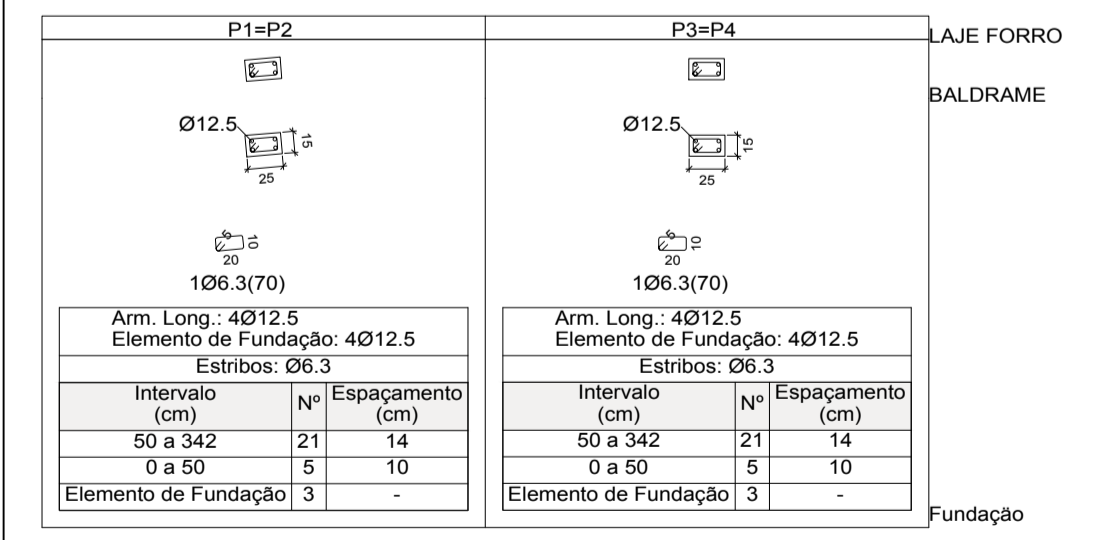 P1=P2
P3=P4
LAJE FORRO
BALDRAME
Ø12.5
15
25
Ø12.5
15
25
5
10
20
1Ø6.3(70)
5
10
20
1Ø6.3(70)
Arm. Long.: 4Ø12.5
Elemento de Fundação: 4Ø12.5
Estribos: Ø6.3
Intervalo
(cm)
Nº
Espaçamento
(cm)
50 a 342 21 14
0 a 50 5 10
Elemento de Fundação 3 -
Arm. Long.: 4Ø12.5
Elemento de Fundação: 4Ø12.5
Estribos: Ø6.3
Intervalo
(cm)
Nº
Espaçamento
(cm)
50 a 342 21 14
0 a 50 5 10
Elemento de Fundação 3 -
Fundaçäo